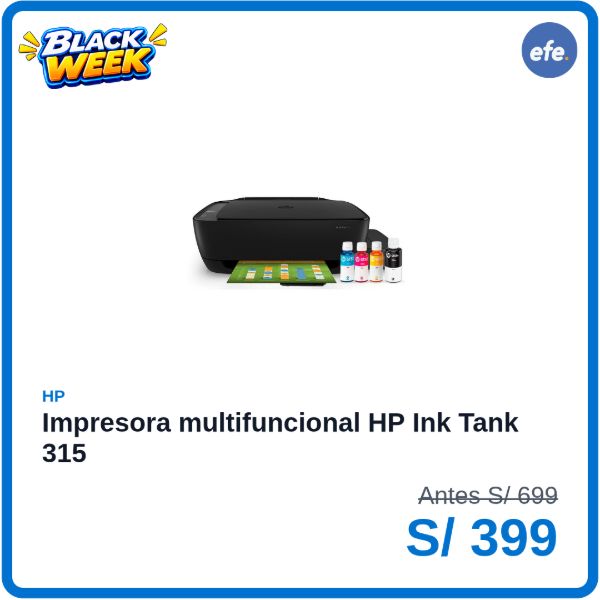 BLACK
WEEK
efe.
HP
Impresora multifuncional HP Ink Tank
315
Antes S/ 699
S/ 399